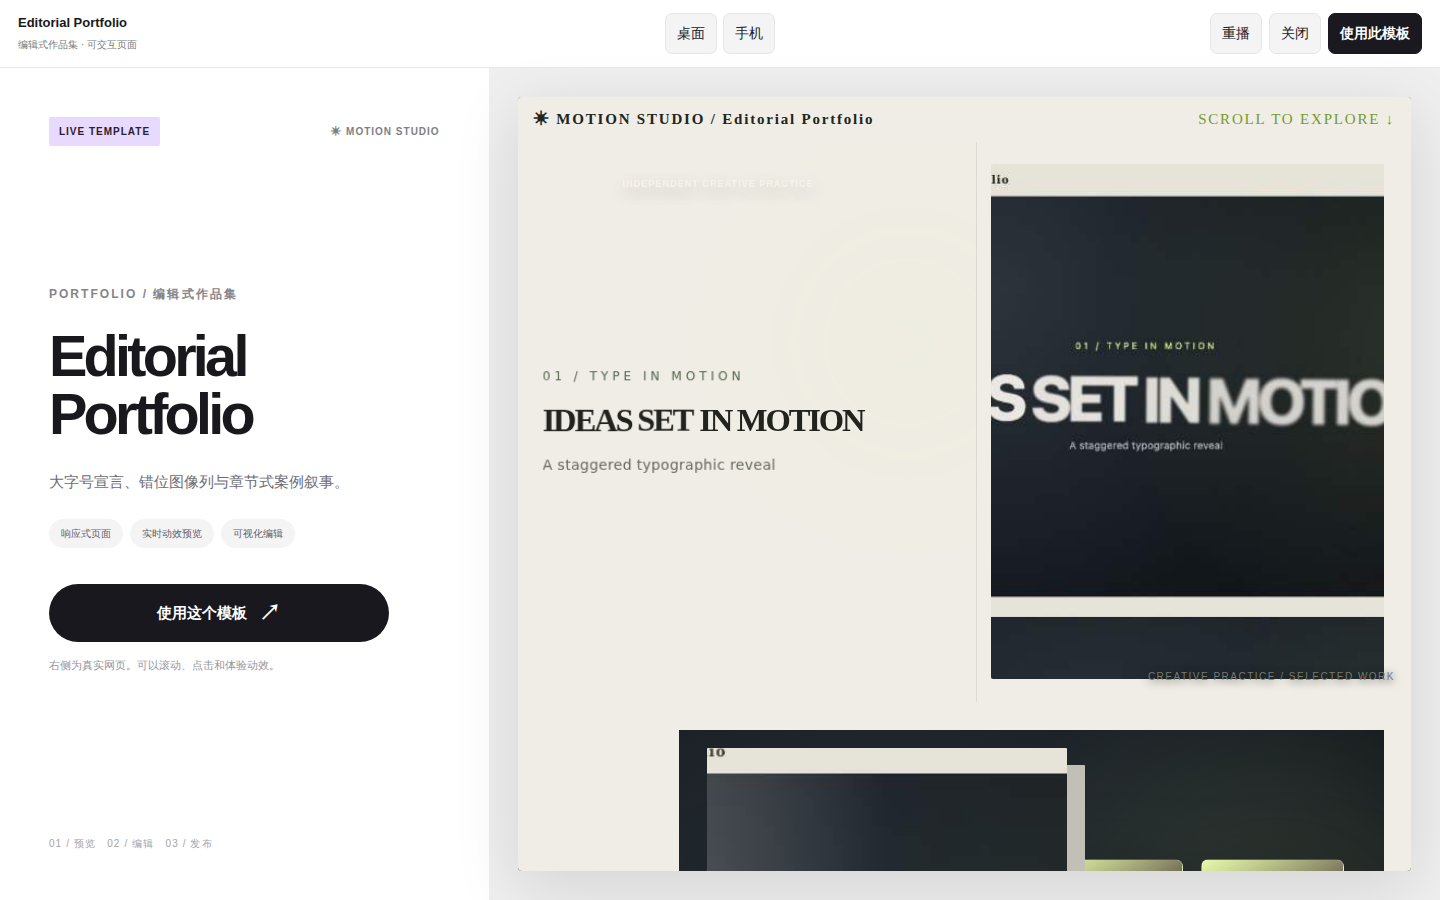 Editorial Portfolio
编辑式作品集 · 可交互页面
桌面
手机
重播
关闭
使用此模板
LIVE TEMPLATE
✷ MOTION STUDIO
PORTFOLIO / 编辑式作品集
Editorial
Portfolio
大字号宣言、错位图像列与章节式案例叙事。
响应式页面
实时动效预览
可视化编辑
使用这个模板 ↗
右侧为真实网页。可以滚动、点击和体验动效。
01 / 预览
02 / 编辑
03 / 发布
✷ MOTION STUDIO / Editorial Portfolio
SCROLL TO EXPLORE ↓
INDEPENDENT CREATIVE PRACTICE
01 / TYPE IN MOTION
IDEAS SET IN MOTION
A staggered typographic reveal
lio
01 / TYPE IN MOTION
S SET IN MOTIO
A staggered typographic reveal
CREATIVE PRACTICE / SELECTED WORK
io